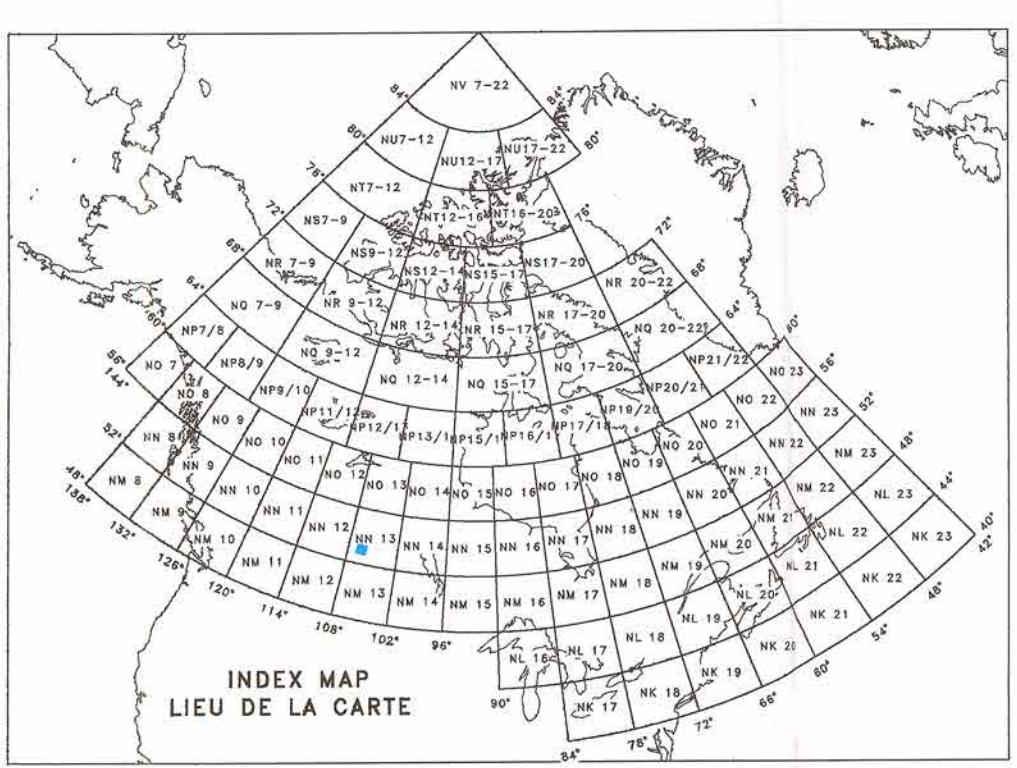 NV 7-22
84°
84°
NU7-12
NU12-17
NU17-22
80°
80°
NT7-12
NT12-16
NT16-20
76°
76°
NS7-9
NS9-12
NS12-14
NS15-17
NS17-20
72°
72°
NR 7-9
NR 9-12
NR 12-14
NR 15-17
NR 17-20
NR 20-22
68°
68°
NQ 7-9
NQ 9-12
NQ 12-14
NQ 15-17
NQ 17-20
NQ 20-22
64°
64°
NP7/8
NP8/9
NP9/10
NP11/12
NP12/1
NP13/1
NP15/1
NP16/1
NP17/18
NP19/20
NP20/21
NP21/22
60°
60°
NO 7
NO 8
NO 9
NO 10
NO 11
NO 12
NO 13
NO 14
NO 15
NO 16
NO 17
NO 18
NO 19
NO 20
NO 21
NO 22
NO 23
56°
56°
144°
NN 8
NN 9
NN 10
NN 11
NN 12
NN 13
NN 14
NN 15
NN 16
NN 17
NN 18
NN 19
NN 20
NN 21
NN 22
NN 23
52°
52°
NM 8
NM 9
NM 10
NM 11
NM 12
NM 13
NM 14
NM 15
NM 16
NM 17
NM 18
NM 19
NM 20
NM 21
NM 22
NM 23
48°
48°
138°
132°
126°
120°
114°
108°
102°
96°
NL 16
NL 17
NL 18
NL 19
NL 20
NL 21
NL 22
NL 23
44°
90°
NK 17
NK 18
NK 19
NK 20
NK 21
NK 22
NK 23
40°
42°
48°
54°
60°
66°
72°
78°
84°
INDEX MAP
LIEU DE LA CARTE